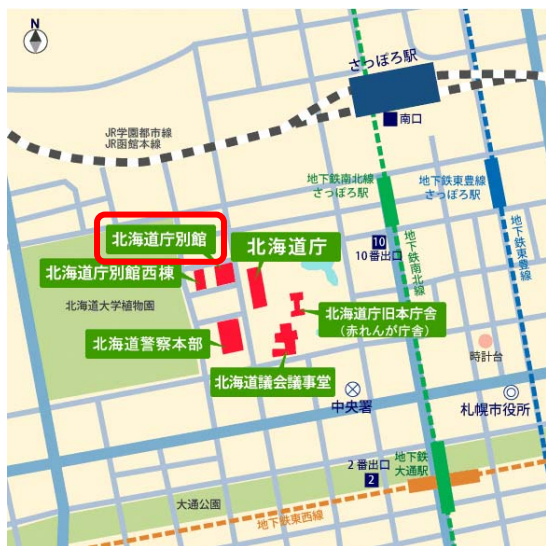 N
さっぽろ駅
南口
JR学園都市線
JR函館本線
地下鉄南北線
さっぽろ駅
地下鉄東豊線
さっぽろ駅
北海道庁別館
北海道庁
10
10番出口
地下鉄南北線
地下鉄東豊線
北海道庁別館西棟
北海道大学植物園
北海道庁旧本庁舎
(赤れんが庁舎)
北海道警察本部
時計台
北海道議会議事堂
中央署
札幌市役所
地下鉄
大通駅
2番出口
2
大通公園
地下鉄東西線